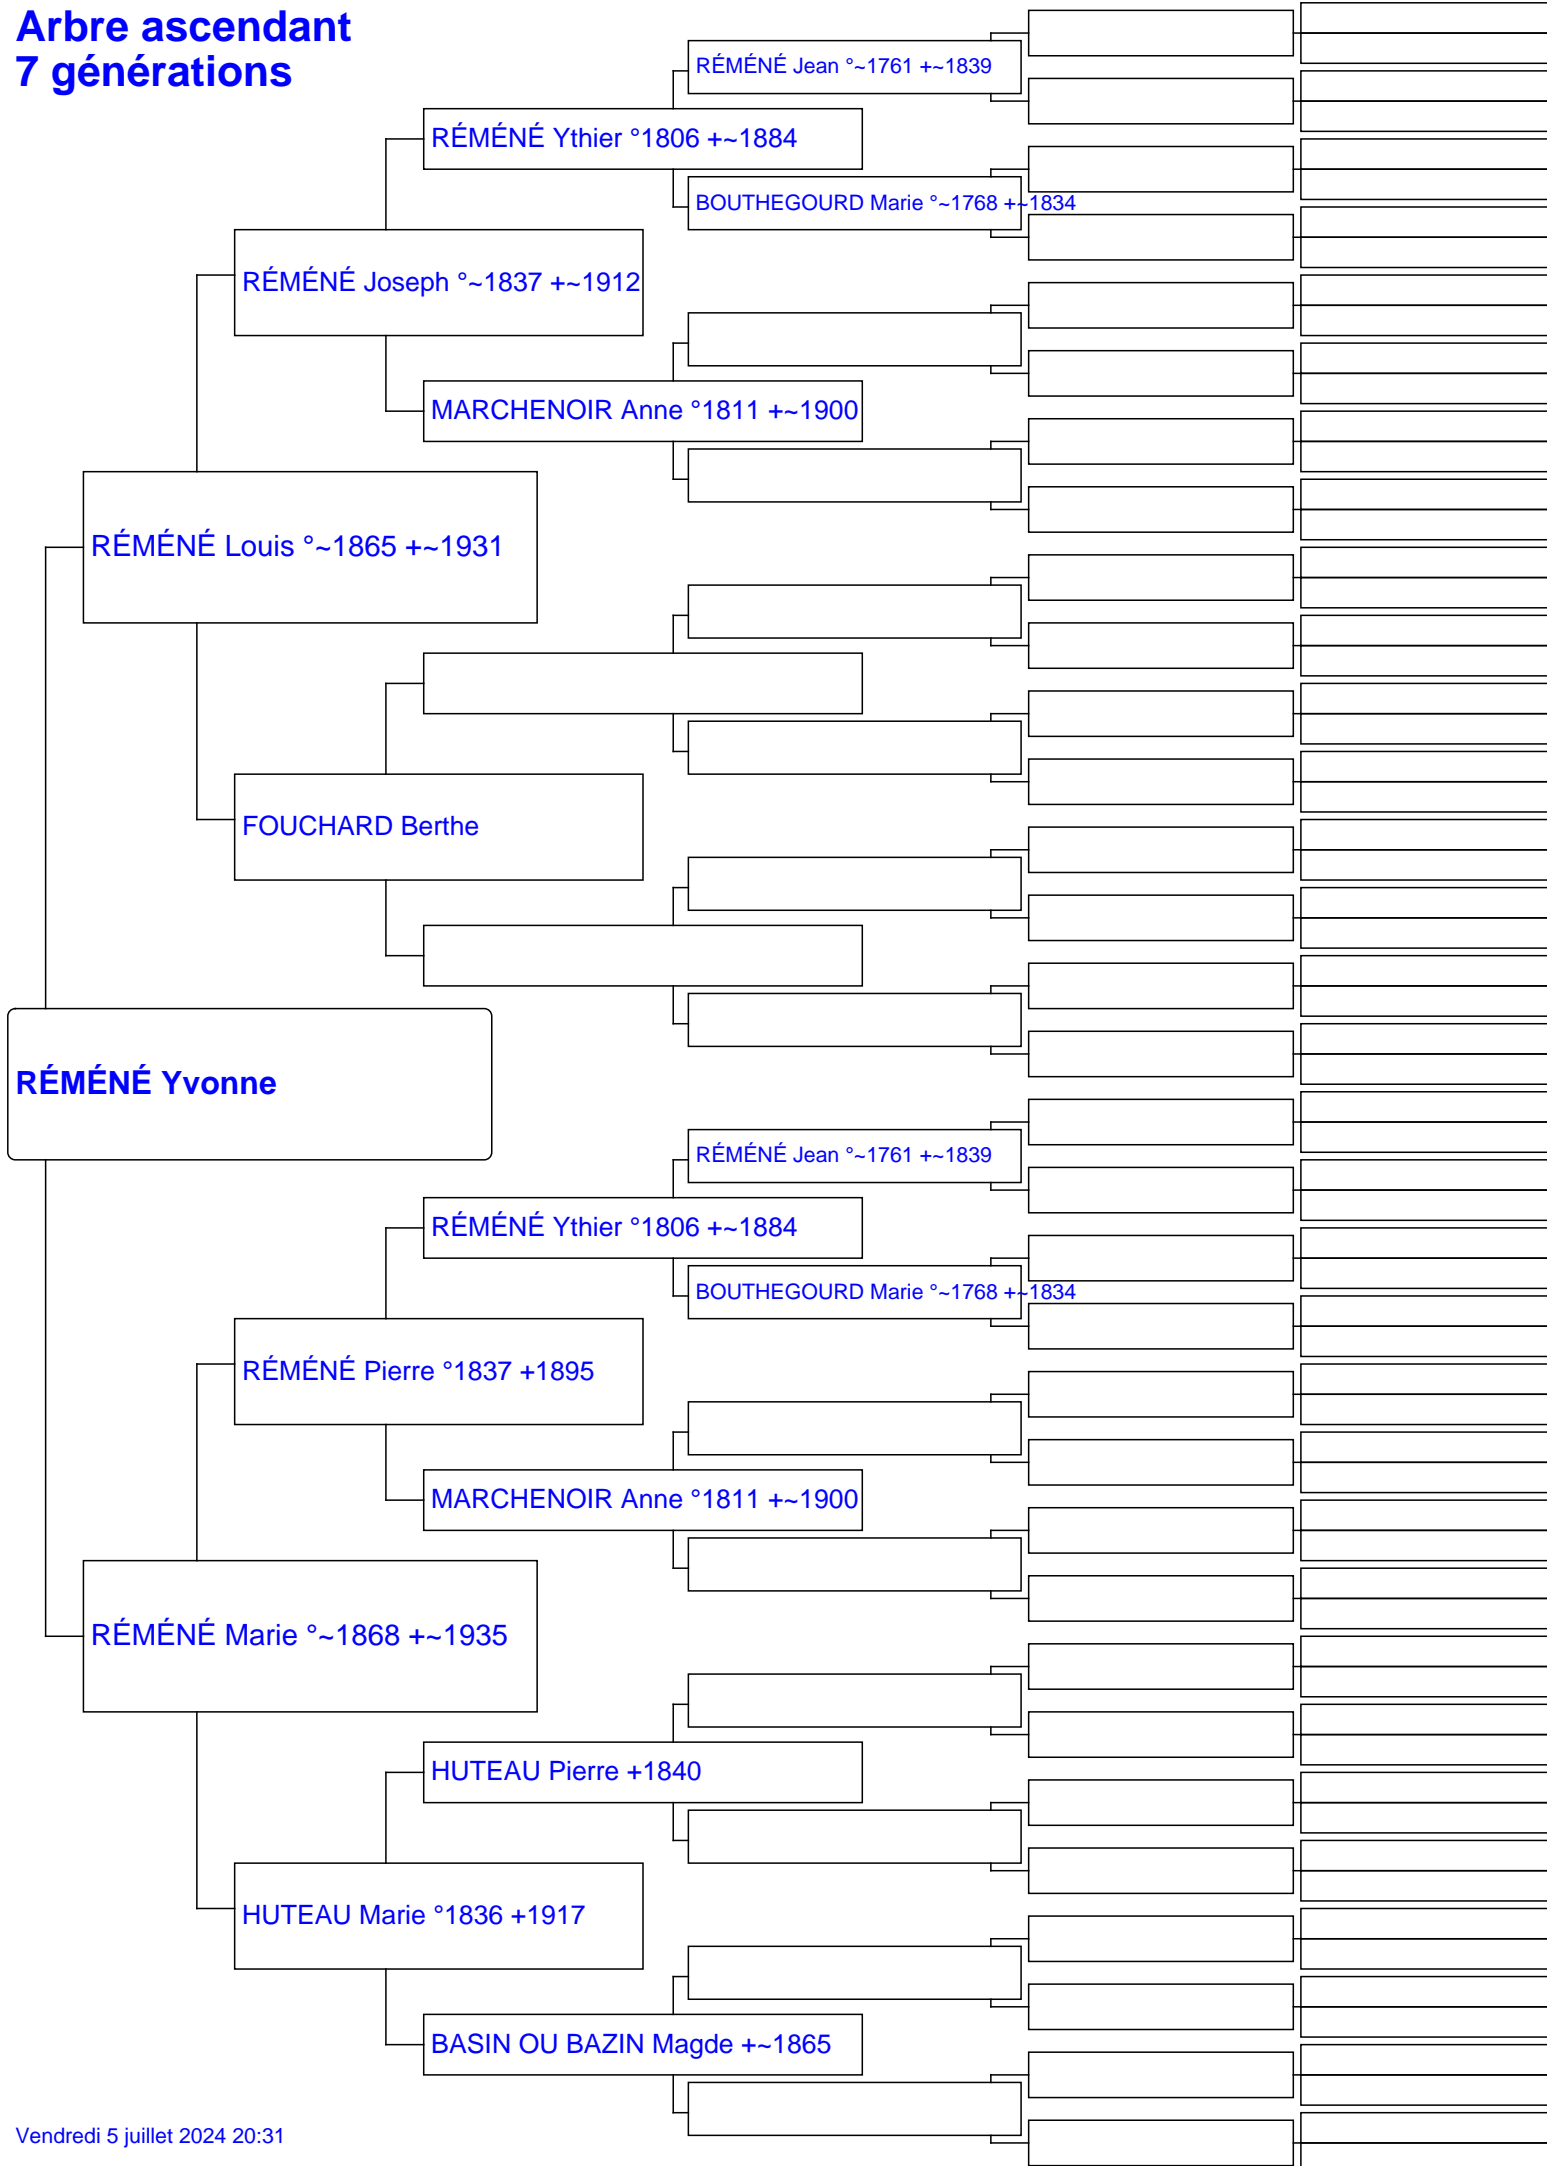 Arbre ascendant
7 générations
RÉMÉNÉ Jean °~1761 +~1839
RÉMÉNÉ Ythier °1806 +~1884
BOUTHEGOURD Marie °~1768 +~1834
RÉMÉNÉ Joseph °~1837 +~1912
MARCHENOIR Anne °1811 +~1900
RÉMÉNÉ Louis °~1865 +~1931
FOUCHARD Berthe
RÉMÉNÉ Yvonne
RÉMÉNÉ Jean °~1761 +~1839
RÉMÉNÉ Ythier °1806 +~1884
BOUTHEGOURD Marie °~1768 +~1834
RÉMÉNÉ Pierre °1837 +1895
MARCHENOIR Anne °1811 +~1900
RÉMÉNÉ Marie °~1868 +~1935
HUTEAU Pierre +1840
HUTEAU Marie °1836 +1917
BASIN OU BAZIN Magde +~1865
Vendredi 5 juillet 2024 20:31